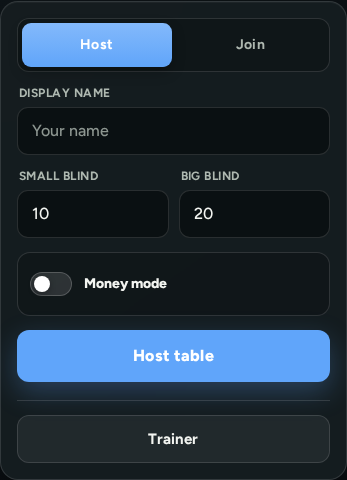 Host Join
DISPLAY NAME
Your name
SMALL BLIND BIG BLIND
10 20
Money mode
Host table
Trainer